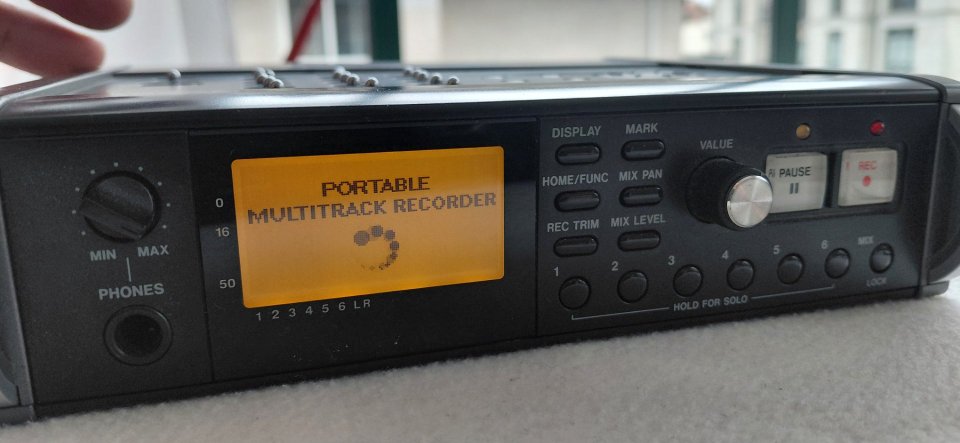 MIN MAX
PHONES
0
16
50
PORTABLE
MULTITRACK RECORDER
1 2 3 4 5 6 L R
DISPLAY MARK
HOME/FUNC MIX PAN
REC TRIM MIX LEVEL
VALUE
PAUSE
REC
1 2 3 4 5 6 MIX
HOLD FOR SOLO
LOCK